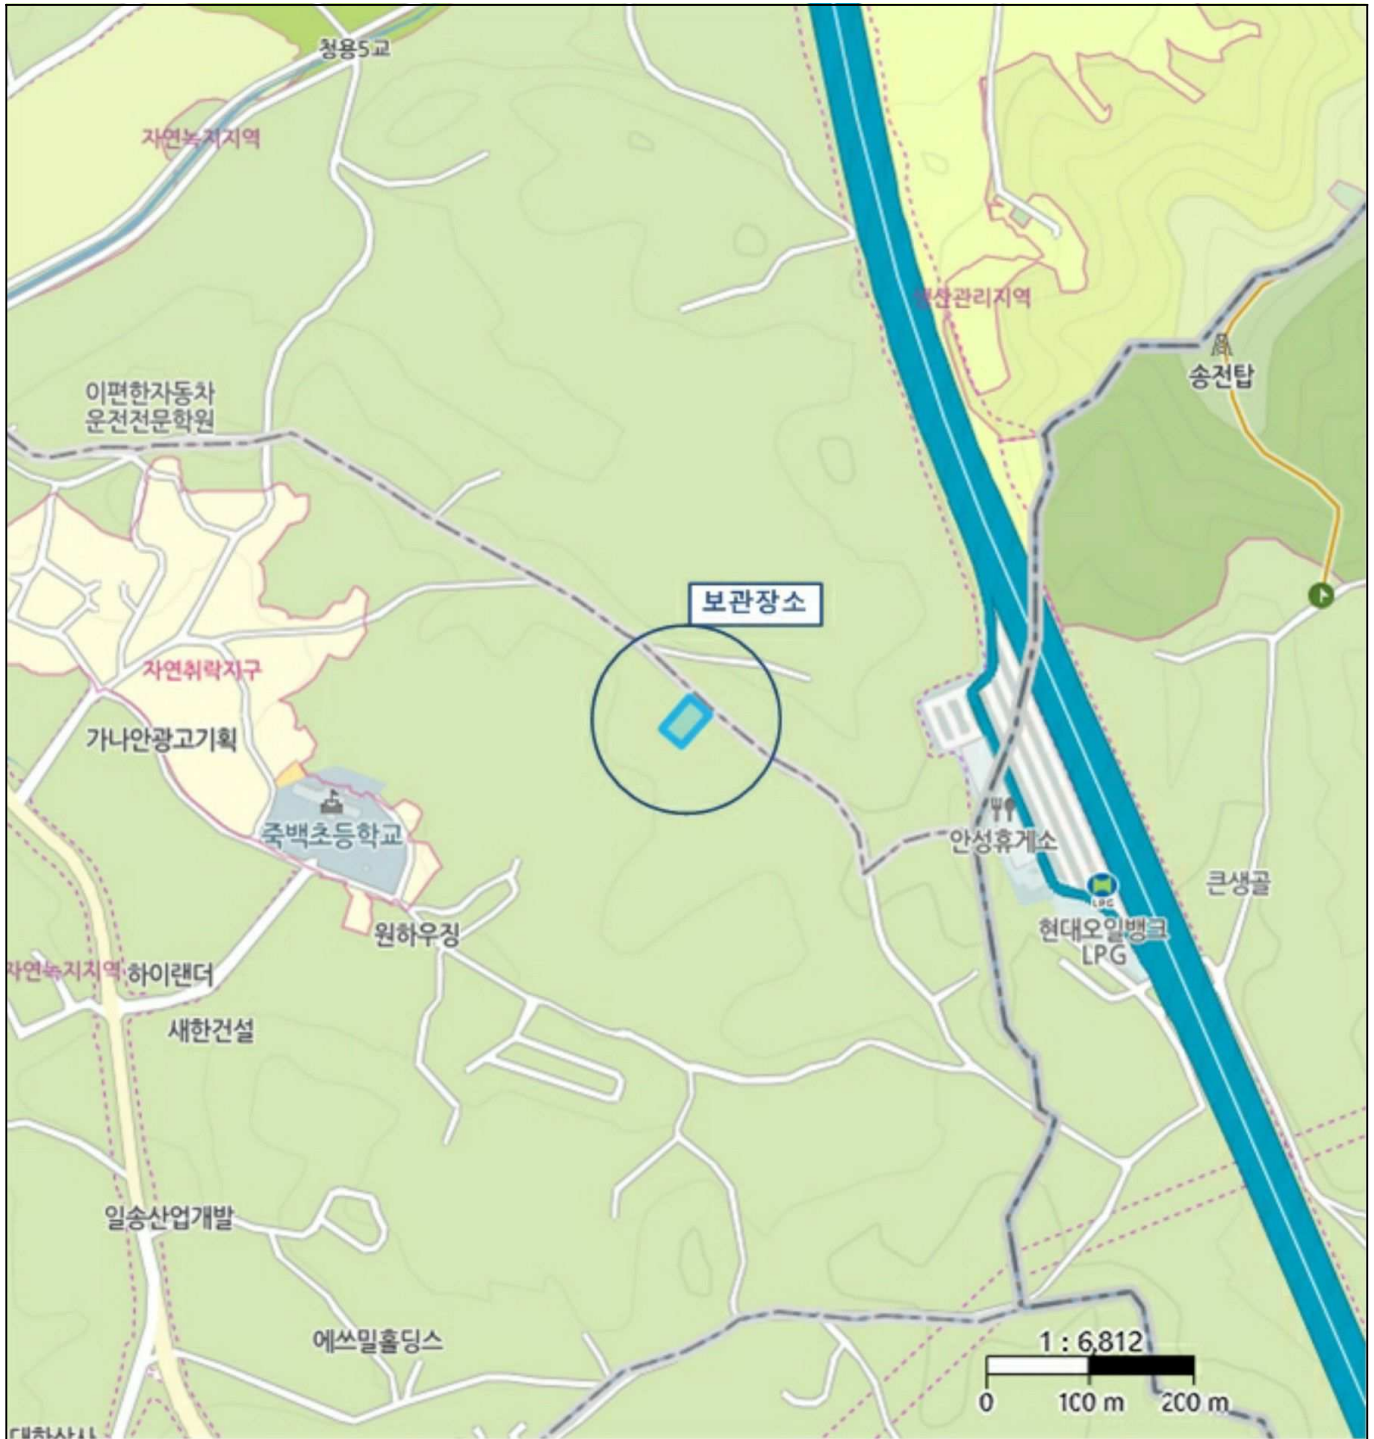 청용5교
자연녹지지역
생산관리지역
송전탑
이편한자동차
운전전문학원
보관장소
자연취락지구
가나안광고기획
죽백초등학교
안성휴게소
큰생골
LPG
현대오일뱅크
LPG
원하우징
자연녹지지역
하이랜더
새한건설
일송산업개발
에쓰밀홀딩스
1 : 6,812
0 100 m 200 m